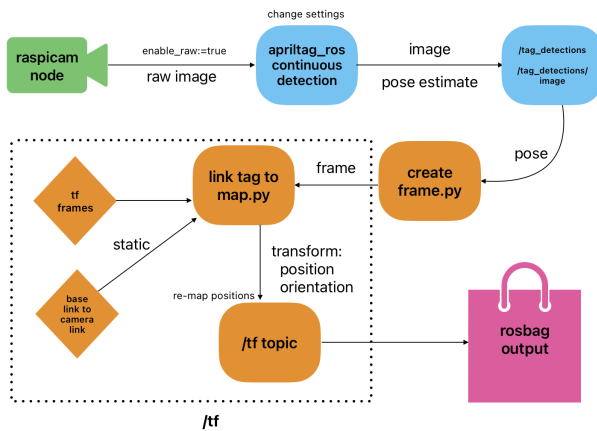 change settings
raspicam
node
enable_raw:=true
raw image
apriltag_ros
continuous
detection
image
pose estimate
/tag_detections
/tag_detections/
image
pose
create
frame.py
frame
link tag to
map.py
tf
frames
static
base
link to
camera
link
transform:
position
orientation
re-map positions
/tf topic
rosbag
output
/tf